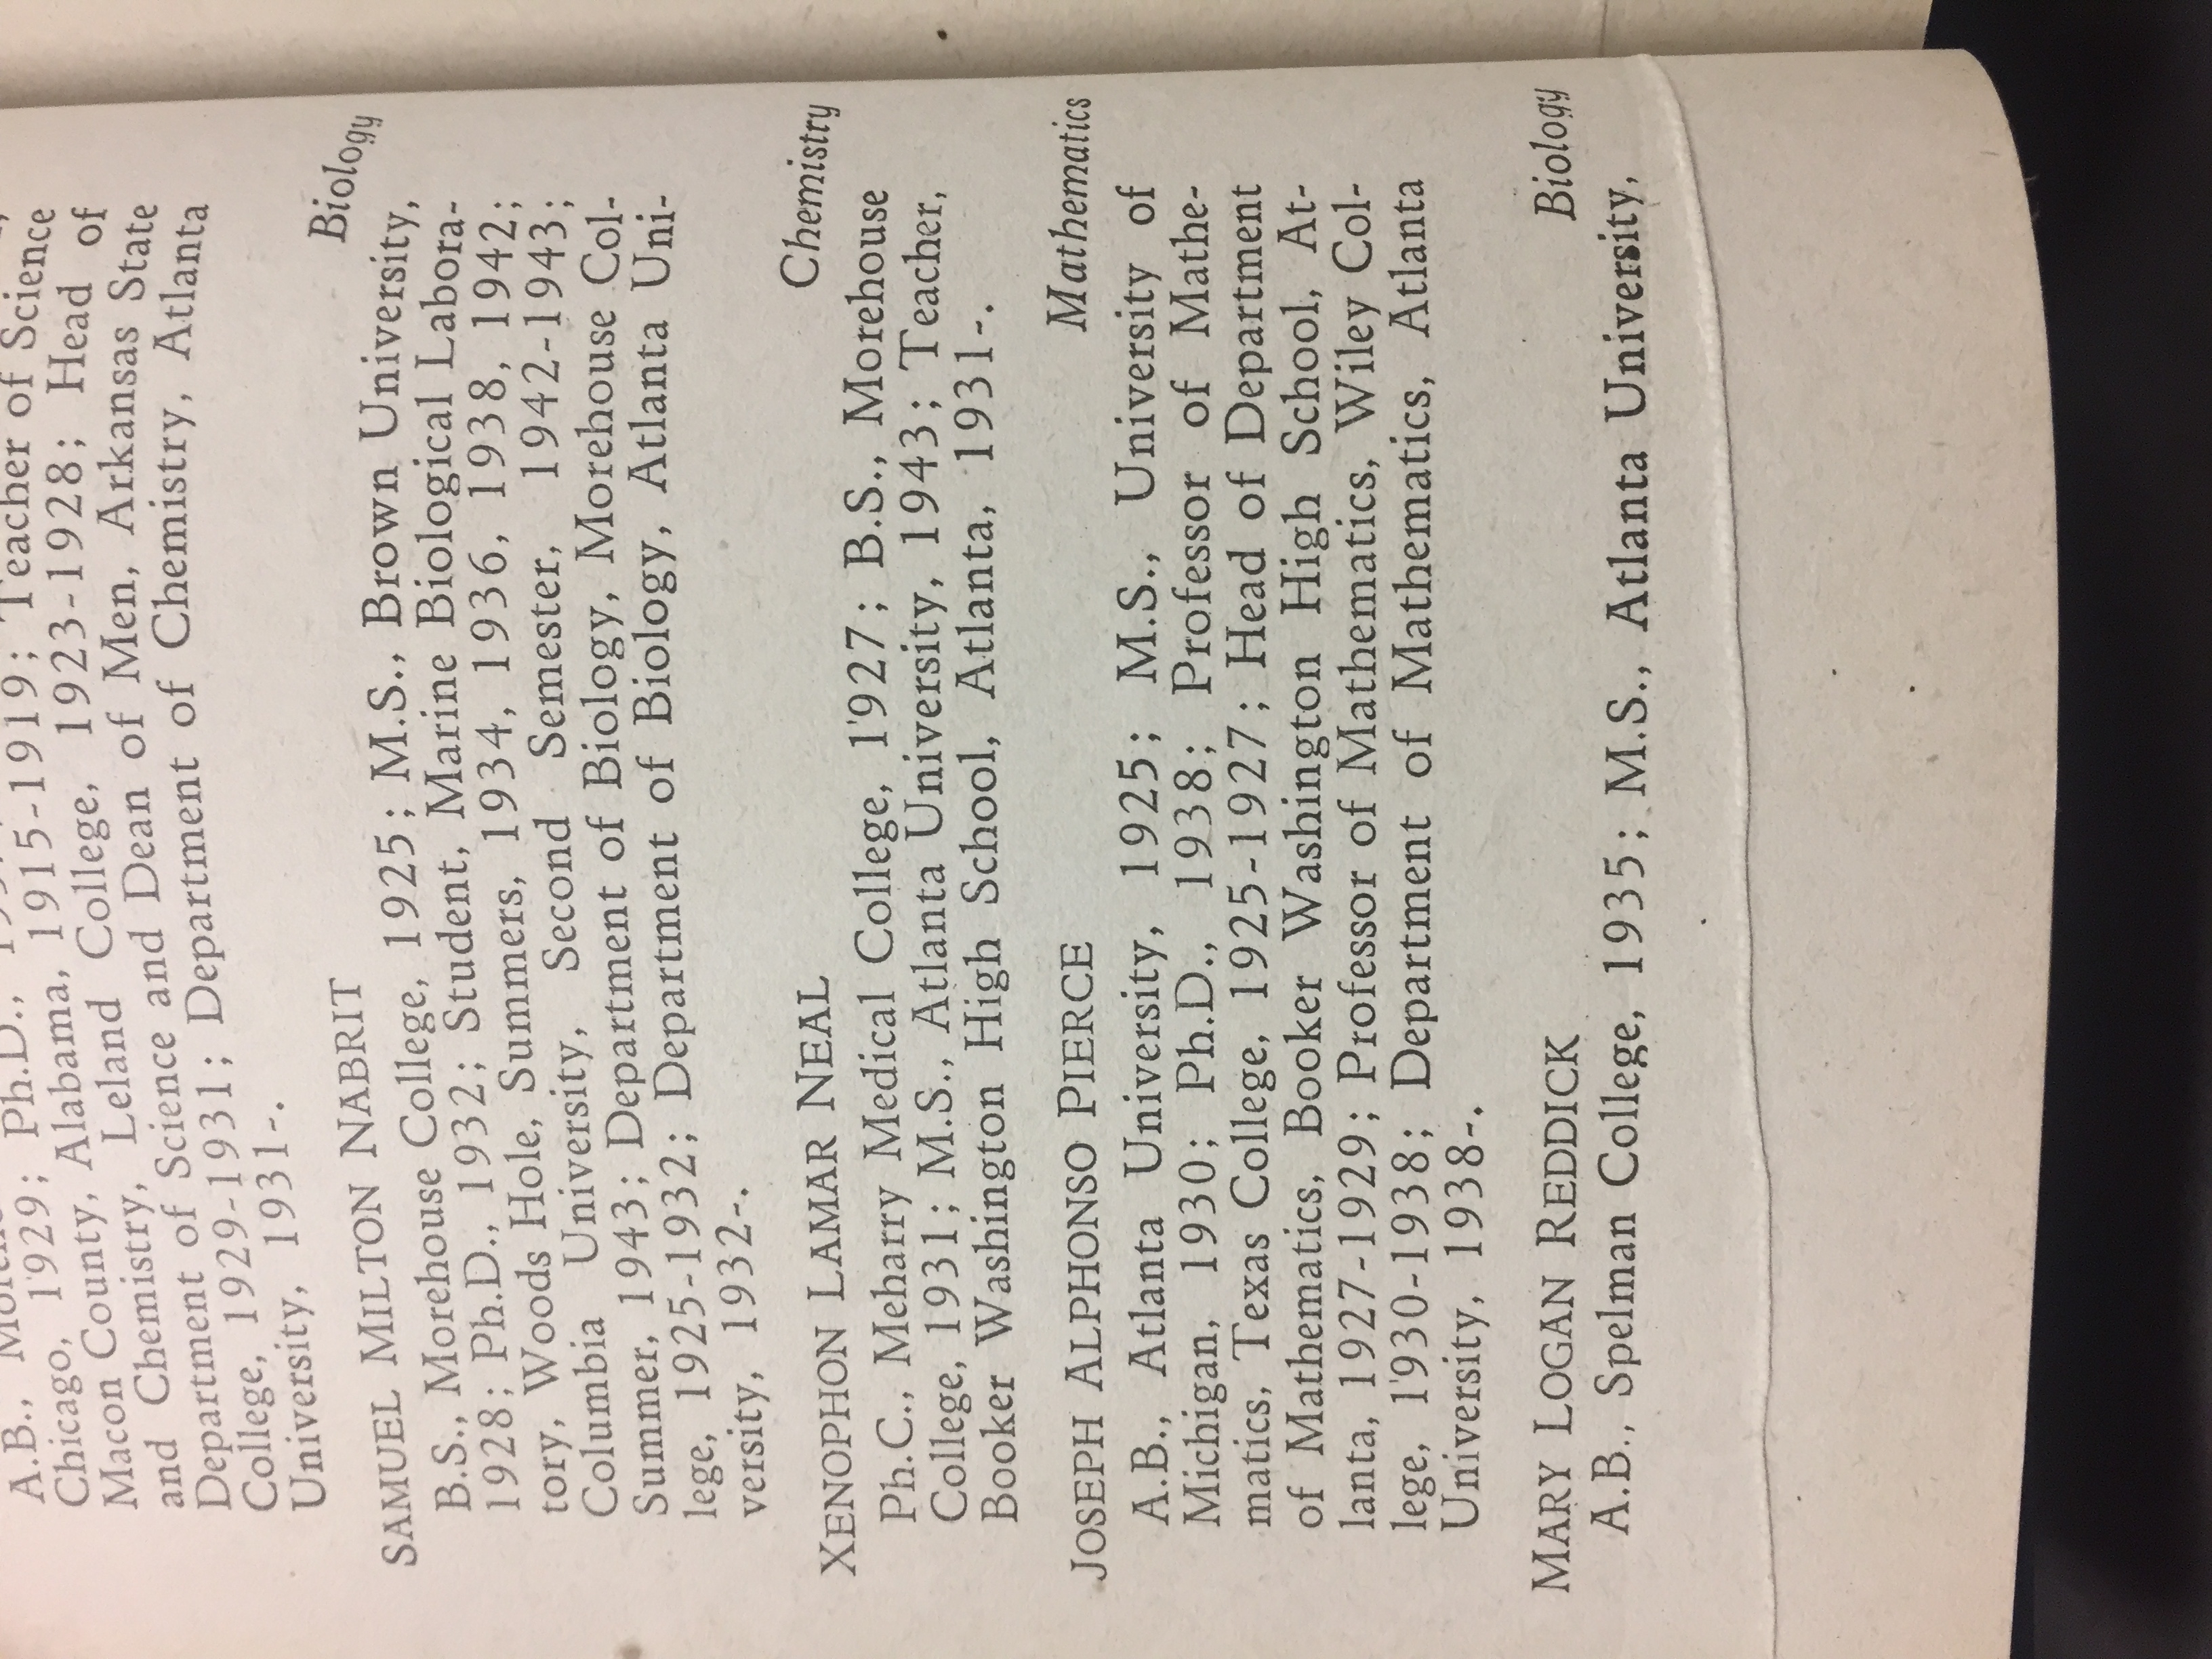 A.B.,
Chicago, 1929; Ph.D.,
Macon County, Alabama, 1915-1919; Teacher of Science
and Chemistry, Leland College, 1923-1928; Head of
Department of Science and Dean of Men, Arkansas State
College, 1929-1931; Department of Chemistry, Atlanta
University, 1931-.
SAMUEL MILTON NABRIT Biology
B.S., Morehouse College, 1925; M.S., Brown University,
1928; Ph.D., 1932; Student, Marine Biological Labora-
tory, Woods Hole, Summers, 1934, 1936, 1938, 1942;
Columbia University, Second Semester, 1942-1943;
Summer, 1943; Department of Biology, Morehouse Col-
lege, 1925-1932; Department of Biology, Atlanta Uni-
versity, 1932-.
XENOPHON LAMAR NEAL Chemistry
Ph.C., Meharry Medical College, 1927; B.S., Morehouse
College, 1931; M.S., Atlanta University, 1943; Teacher,
Booker Washington High School, Atlanta, 1931-.
JOSEPH ALPHONSO PIERCE Mathematics
A.B., Atlanta University, 1925; M.S., University of
Michigan, 1930; Ph.D., 1938; Professor of Mathe-
matics, Texas College, 1925-1927; Head of Department
of Mathematics, Booker Washington High School, At-
lanta, 1927-1929; Professor of Mathematics, Wiley Col-
lege, 1930-1938; Department of Mathematics, Atlanta
University, 1938-.
MARY LOGAN REDDICK Biology
A.B., Spelman College, 1935; M.S., Atlanta University,